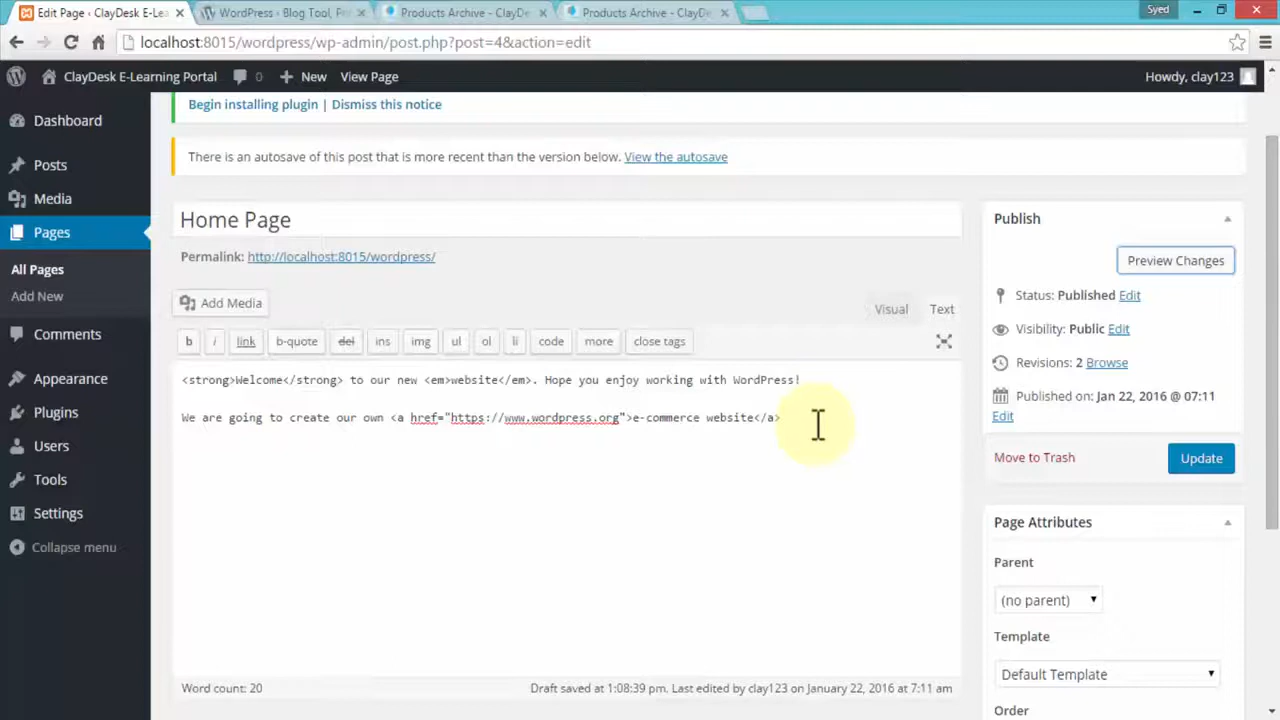 Edit Page ‹ ClayDesk E-Lea
WordPress › Blog Tool, P
Products Archive - ClayDe
Products Archive - ClayDe
Syed
localhost:8015/wordpress/wp-admin/post.php?post=4&action=edit
ClayDesk E-Learning Portal
0
New
View Page
Howdy, clay123
Dashboard
Posts
Media
Pages
All Pages
Add New
Comments
Appearance
Plugins
Users
Tools
Settings
Collapse menu
Begin installing plugin | Dismiss this notice
There is an autosave of this post that is more recent than the version below. View the autosave
Home Page
Permalink: http://localhost:8015/wordpress/
Add Media
Visual
Text
b
i
link
b-quote
del
ins
img
ul
ol
li
code
more
close tags
<strong>Welcome</strong> to our new <em>website</em>. Hope you enjoy working with WordPress!
We are going to create our own <a href="https://www.wordpress.org">e-commerce website</a>
Word count: 20
Draft saved at 1:08:39 pm. Last edited by clay123 on January 22, 2016 at 7:11 am
Publish
Preview Changes
Status: Published Edit
Visibility: Public Edit
Revisions: 2 Browse
Published on: Jan 22, 2016 @ 07:11
Edit
Move to Trash
Update
Page Attributes
Parent
(no parent)
Template
Default Template
Order